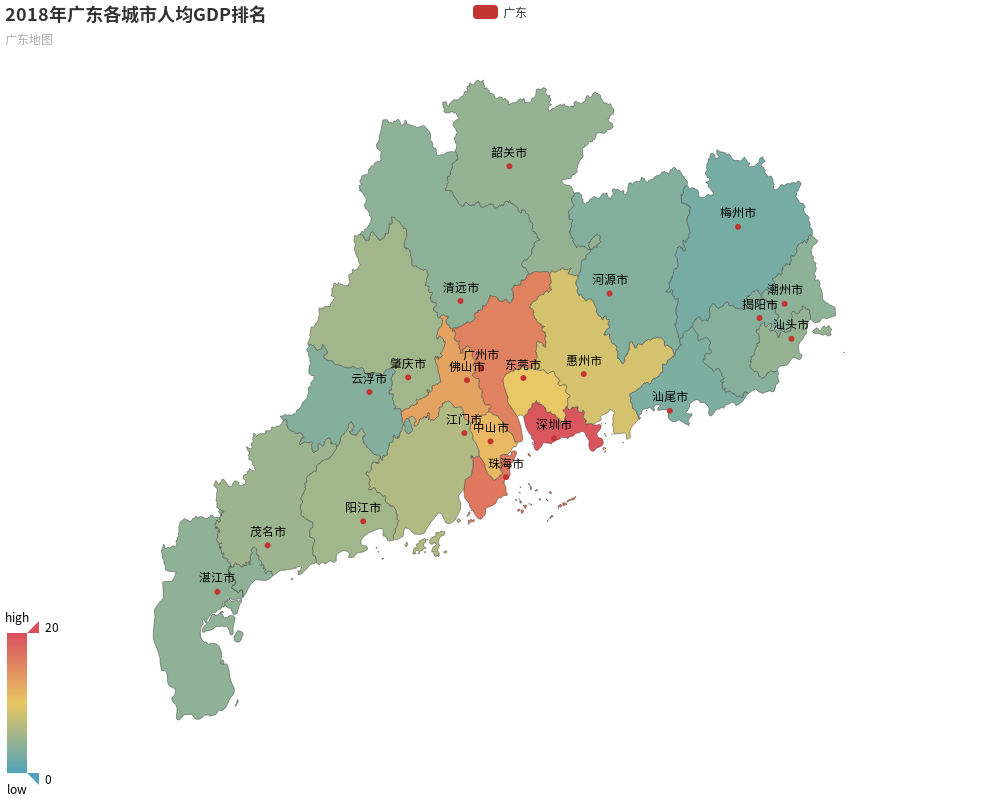 2018年广东各城市人均GDP排名
广东
广东地图
韶关市
梅州市
河源市
清远市
潮州市
揭阳市
汕头市
广州市
惠州市
肇庆市
佛山市
东莞市
云浮市
汕尾市
江门市
中山市
深圳市
珠海市
阳江市
茂名市
湛江市
high
20
0
low